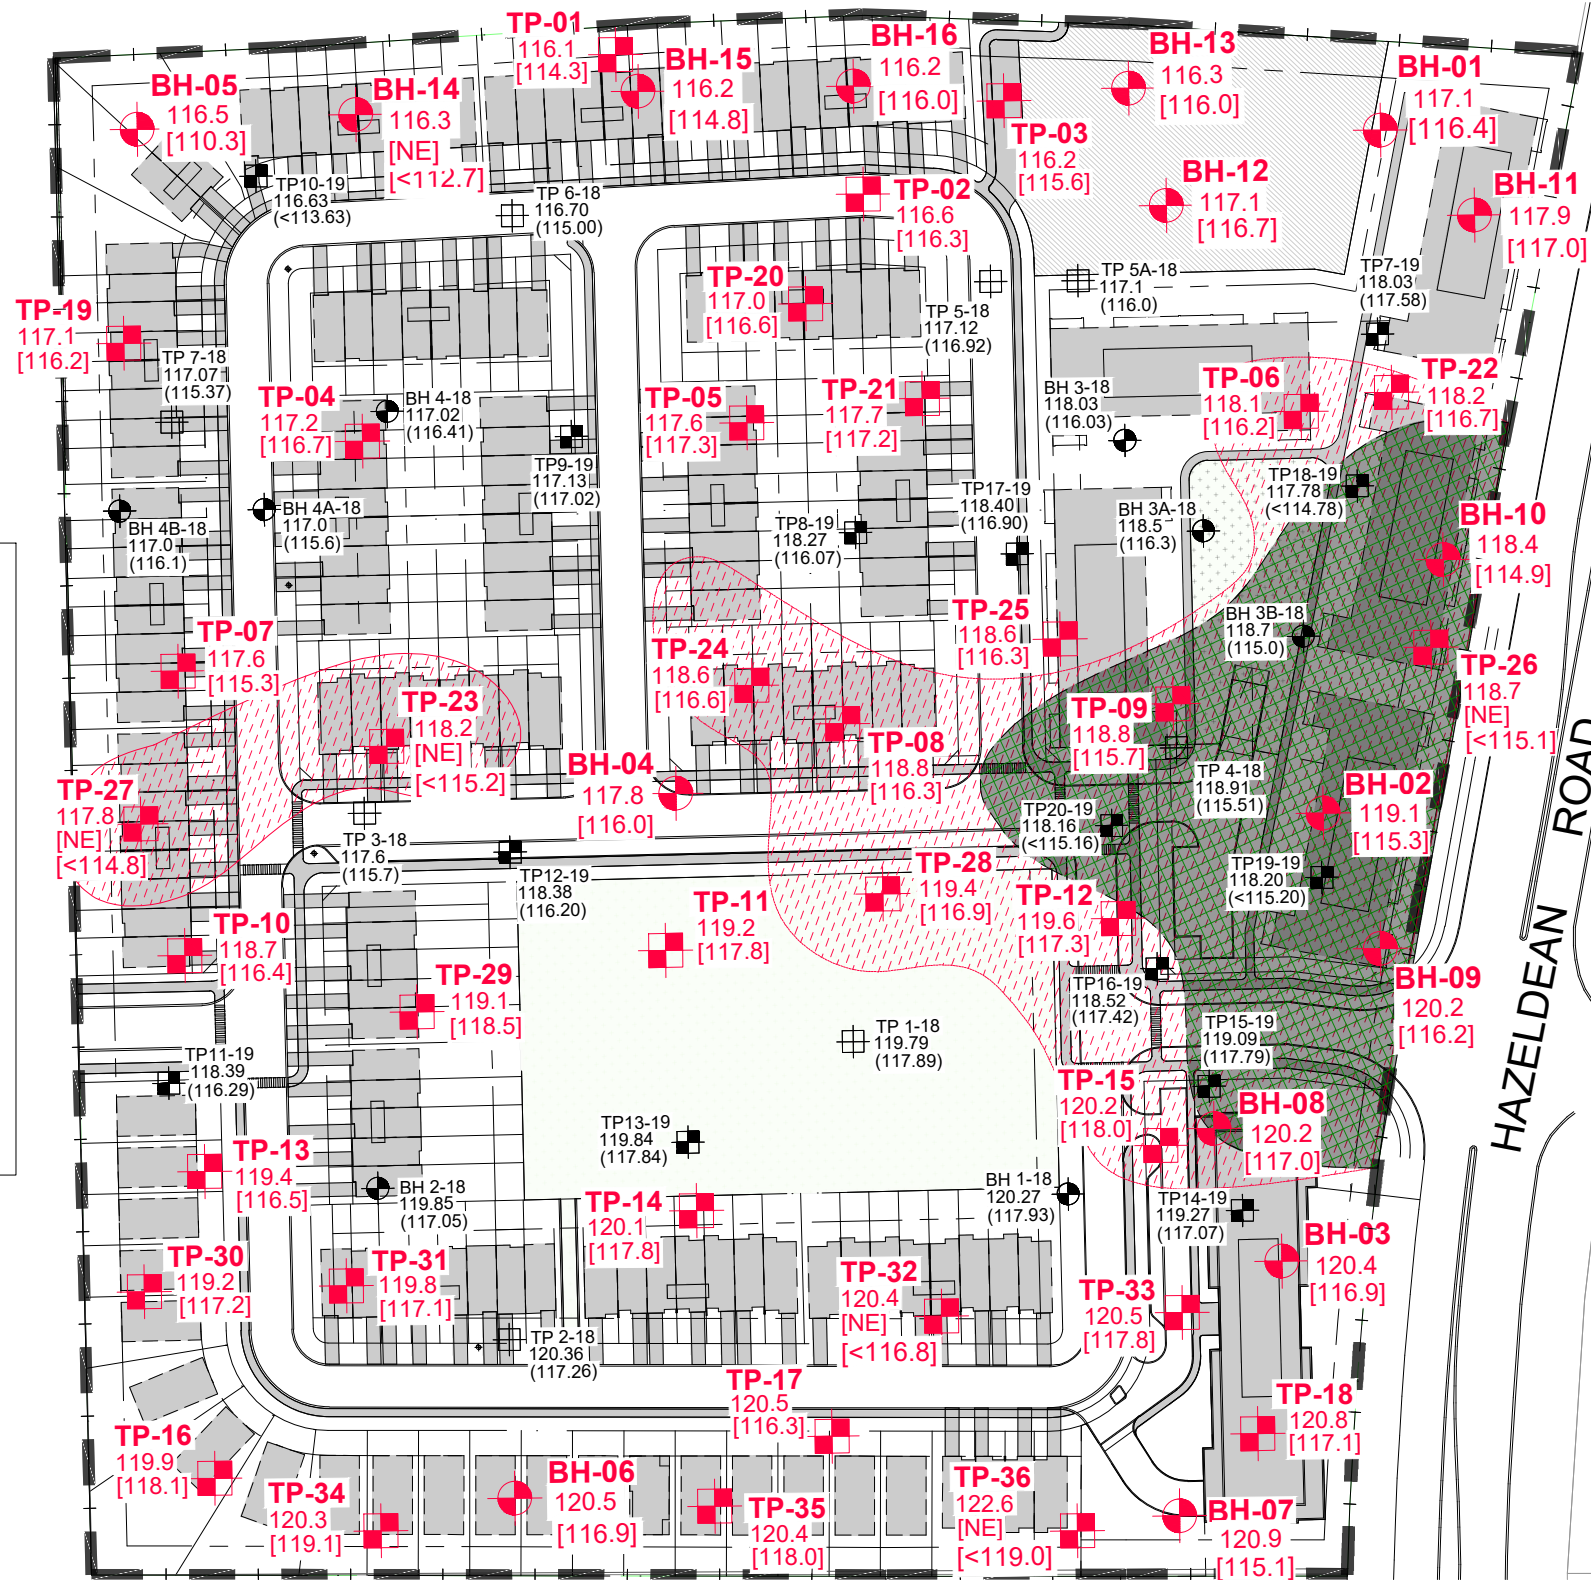 TP-01
116.1
[114.3]
BH-15
116.2
[114.8]
BH-16
116.2
[116.0]
BH-13
116.3
[116.0]
BH-01
117.1
[116.4]
BH-05
116.5
[110.3]
BH-14
116.3
[NE]
[<112.7]
TP-03
116.2
[115.6]
BH-12
117.1
[116.7]
BH-11
117.9
[117.0]
TP10-19
116.63
(<113.63)
TP 6-18
116.70
(115.00)
TP-02
116.6
[116.3]
TP-20
117.0
[116.6]
TP 5-18
117.12
(116.92)
TP 5A-18
117.1
(116.0)
TP7-19
118.03
(117.58)
TP-19
117.1
[116.2]
TP 7-18
117.07
(115.37)
TP-04
117.2
[116.7]
BH 4-18
117.02
(116.41)
TP-05
117.6
[117.3]
TP-21
117.7
[117.2]
BH 3-18
118.03
(116.03)
TP-06
118.1
[116.2]
TP-22
118.2
[116.7]
TP9-19
117.13
(117.02)
TP17-19
118.40
(116.90)
TP18-19
117.78
(<114.78)
BH 4B-18
117.0
(116.1)
BH 4A-18
117.0
(115.6)
TP8-19
118.27
(116.07)
BH 3A-18
118.5
(116.3)
BH-10
118.4
[114.9]
TP-07
117.6
[115.3]
TP-25
118.6
[116.3]
BH 3B-18
118.7
(115.0)
TP-24
118.6
[116.6]
TP-26
118.7
[NE]
[<115.1]
TP-23
118.2
[NE]
[<115.2]
TP-09
118.8
[115.7]
TP-08
118.8
[116.3]
BH-04
117.8
[116.0]
TP 4-18
118.91
(115.51)
BH-02
119.1
[115.3]
TP-27
117.8
[NE]
[<114.8]
TP20-19
118.16
(<115.16)
TP 3-18
117.6
(115.7)
TP12-19
118.38
(116.20)
TP-28
119.4
[116.9]
TP19-19
118.20
(<115.20)
TP-12
119.6
[117.3]
TP-11
119.2
[117.8]
TP-10
118.7
[116.4]
TP-29
119.1
[118.5]
TP16-19
118.52
(117.42)
BH-09
120.2
[116.2]
HAZELDEAN ROAD
TP 1-18
119.79
(117.89)
TP15-19
119.09
(117.79)
TP11-19
118.39
(116.29)
TP-15
120.2
[118.0]
BH-08
120.2
[117.0]
TP13-19
119.84
(117.84)
TP-13
119.4
[116.5]
BH 2-18
119.85
(117.05)
BH 1-18
120.27
(117.93)
TP14-19
119.27
(117.07)
TP-14
120.1
[117.8]
BH-03
120.4
[116.9]
TP-30
119.2
[117.2]
TP-31
119.8
[117.1]
TP-32
120.4
[NE]
[<116.8]
TP-33
120.5
[117.8]
TP 2-18
120.36
(117.26)
TP-17
120.5
[116.3]
TP-18
120.8
[117.1]
TP-16
119.9
[118.1]
TP-34
120.3
[119.1]
BH-06
120.5
[116.9]
TP-35
120.4
[118.0]
TP-36
122.6
[NE]
[<119.0]
BH-07
120.9
[115.1]